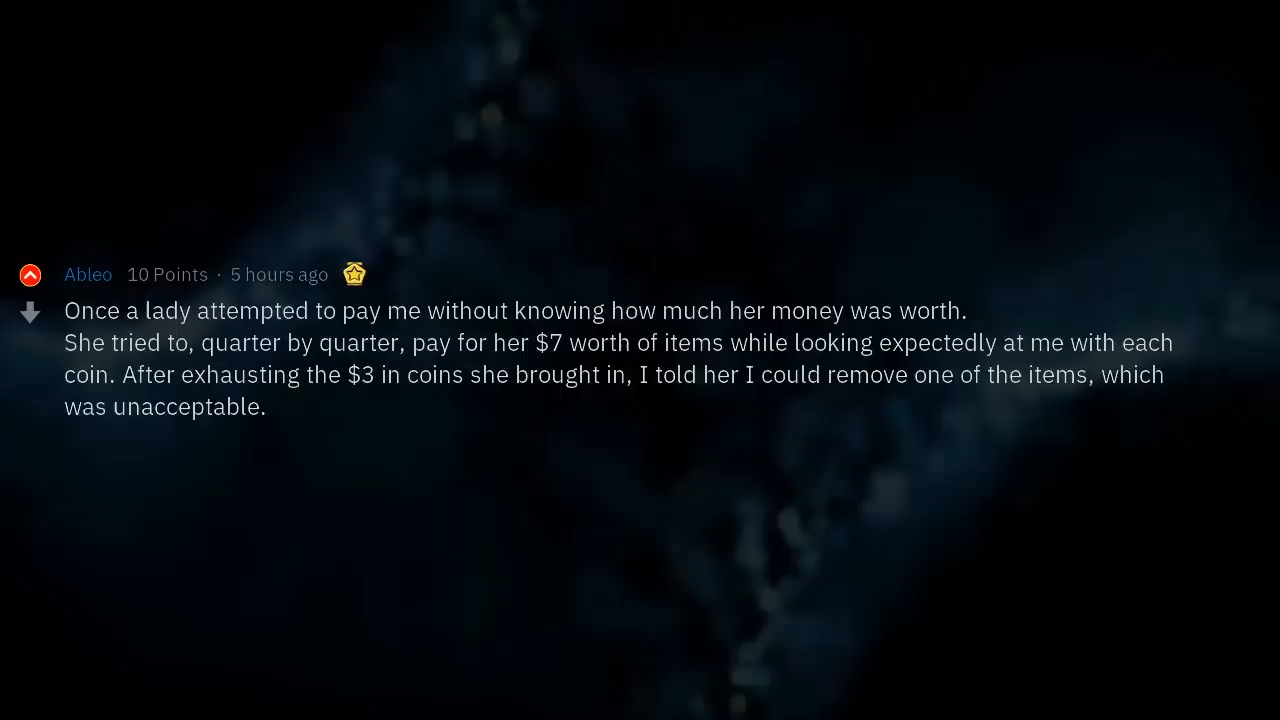 Ableo 10 Points · 5 hours ago
Once a lady attempted to pay me without knowing how much her money was worth.
She tried to, quarter by quarter, pay for her $7 worth of items while looking expectedly at me with each
coin. After exhausting the $3 in coins she brought in, I told her I could remove one of the items, which
was unacceptable.